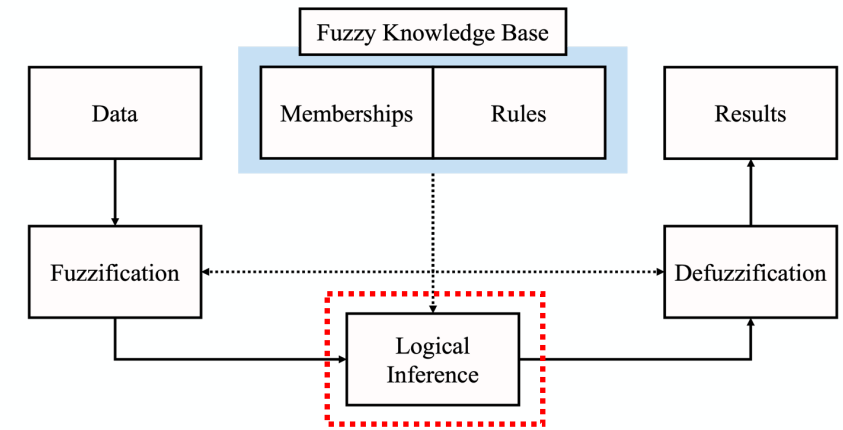 Fuzzy Knowledge Base
Data
Memberships
Rules
Results
Fuzzification
Defuzzification
Logical
Inference